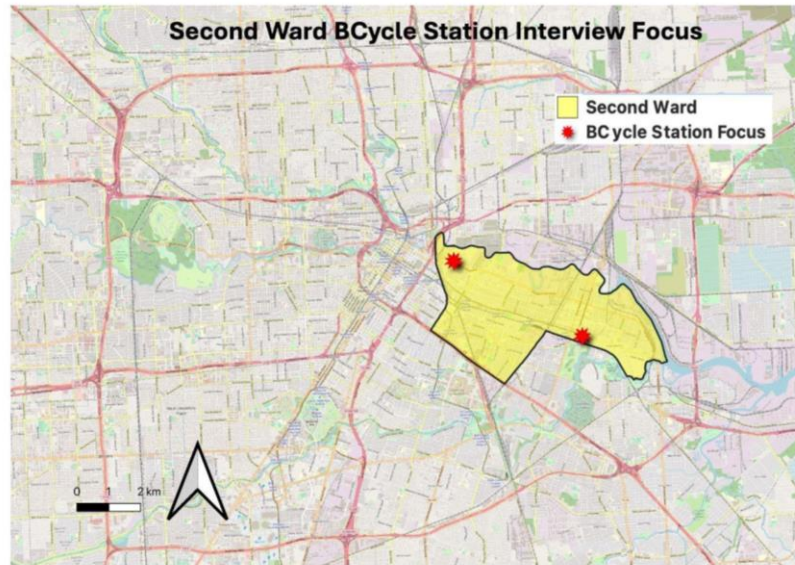 Second Ward BCycle Station Interview Focus
Second Ward
BCycle Station Focus
0 1 2 km